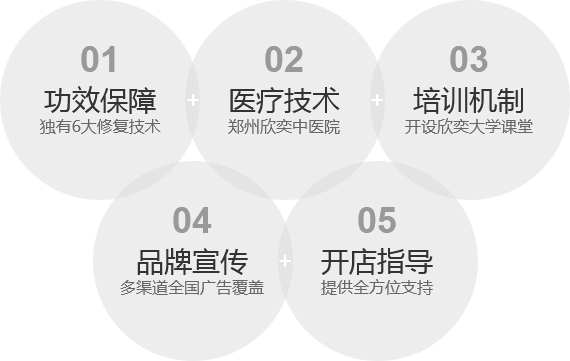 01
功效保障
独有6大修复技术
+
02
医疗技术
郑州欣奕中医院
+
03
培训机制
开设欣奕大学课堂
04
品牌宣传
多渠道全国广告覆盖
+
05
开店指导
提供全方位支持